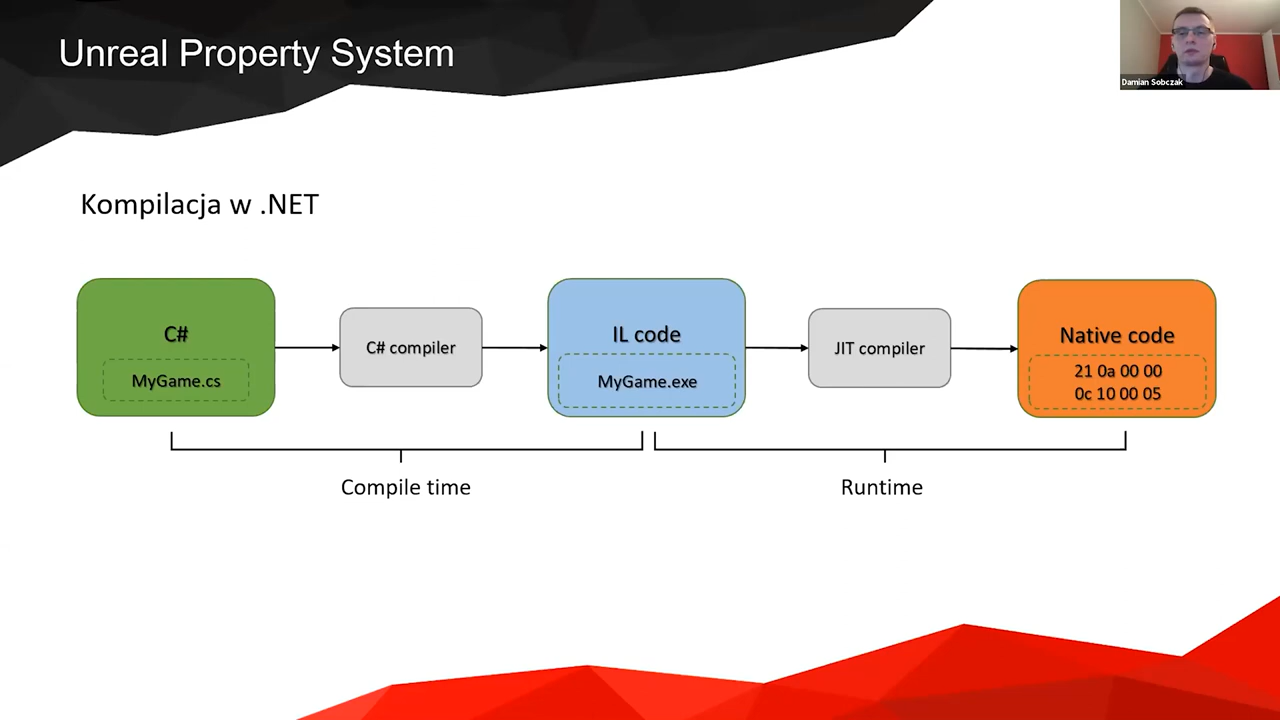 Unreal Property System
Damian Sobczak
Kompilacja w .NET
C#
MyGame.cs
C# compiler
IL code
MyGame.exe
JIT compiler
Native code
21 0a 00 00
0c 10 00 05
Compile time
Runtime